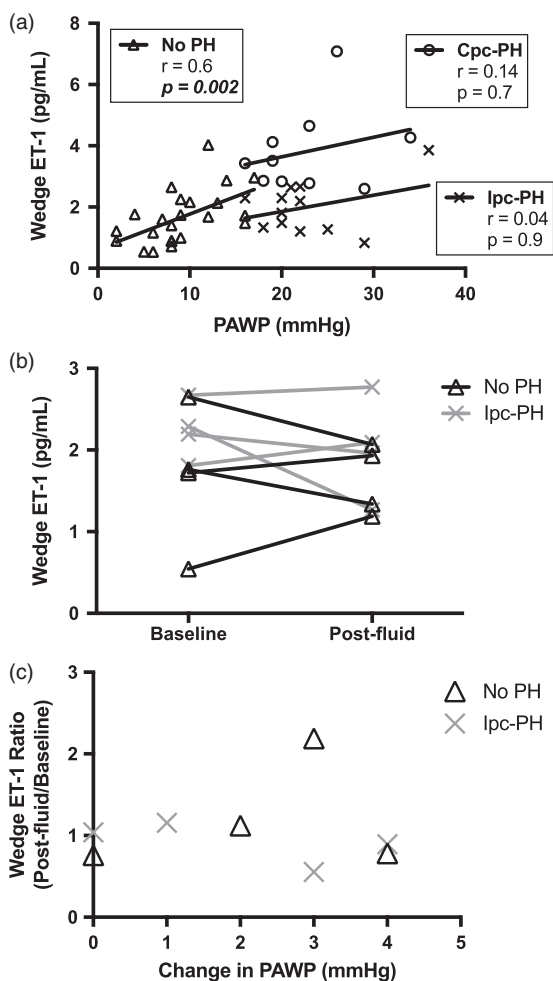 (a)
8
6
4
2
0
Wedge ET-1 (pg/mL)
No PH
r = 0.6
p = 0.002
Cpc-PH
r = 0.14
p = 0.7
Ipc-PH
r = 0.04
p = 0.9
0 10 20 30 40
PAWP (mmHg)
(b)
3
2
1
0
Wedge ET-1 (pg/mL)
No PH
Ipc-PH
Baseline Post-fluid
(c)
3
2
1
0
Wedge ET-1 Ratio
(Post-fluid/Baseline)
No PH
Ipc-PH
0 1 2 3 4 5
Change in PAWP (mmHg)